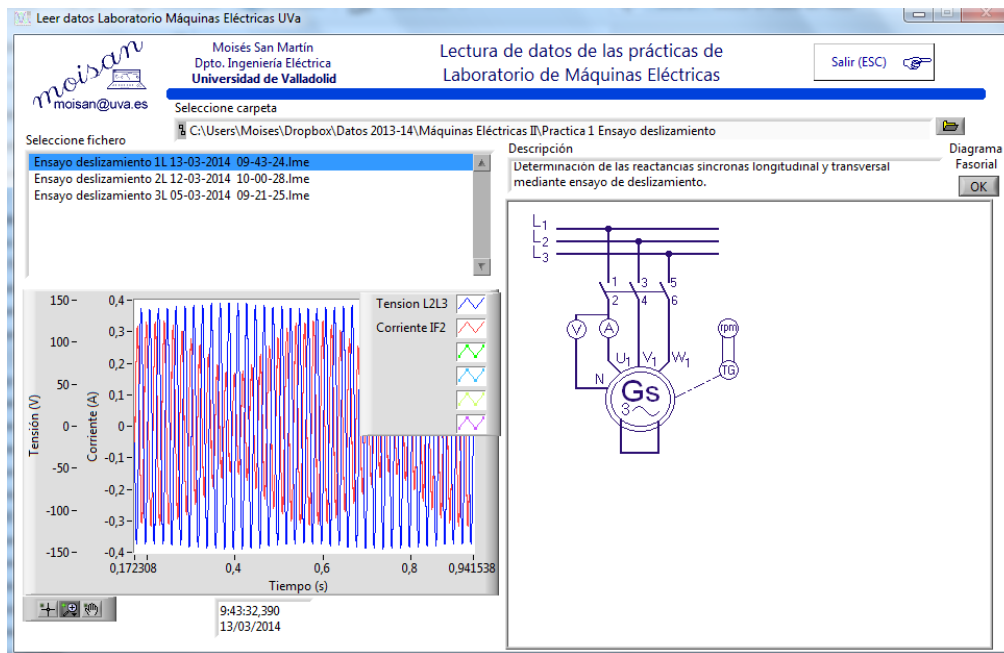 Leer datos Laboratorio Máquinas Eléctricas UVa
moisan
moisan@uva.es
Moisés San Martín
Dpto. Ingeniería Eléctrica
Universidad de Valladolid
Lectura de datos de las prácticas de
Laboratorio de Máquinas Eléctricas
Salir (ESC)
Seleccione carpeta
C:\Users\Moises\Dropbox\Datos 2013-14\Máquinas Eléctricas II\Practica 1 Ensayo deslizamiento
Seleccione fichero
Ensayo deslizamiento 1L 13-03-2014 09-43-24.lme
Ensayo deslizamiento 2L 12-03-2014 10-00-28.lme
Ensayo deslizamiento 3L 05-03-2014 09-21-25.lme
Descripción
Determinación de las reactancias síncronas longitudinal y transversal
mediante ensayo de deslizamiento.
Diagrama
Fasorial
OK
Tensión (V)
150
100
50
0
-50
-100
-150
Corriente (A)
0,4
0,3
0,2
0,1
0
-0,1
-0,2
-0,3
-0,4
Tension L2L3
Corriente IF2
0,172308 0,4 0,6 0,8 0,941538
Tiempo (s)
9:43:32,390
13/03/2014
L1
L2
L3
1 3 5
2 4 6
V A
rpm
U1 V1 W1
TG
N
Gs
3